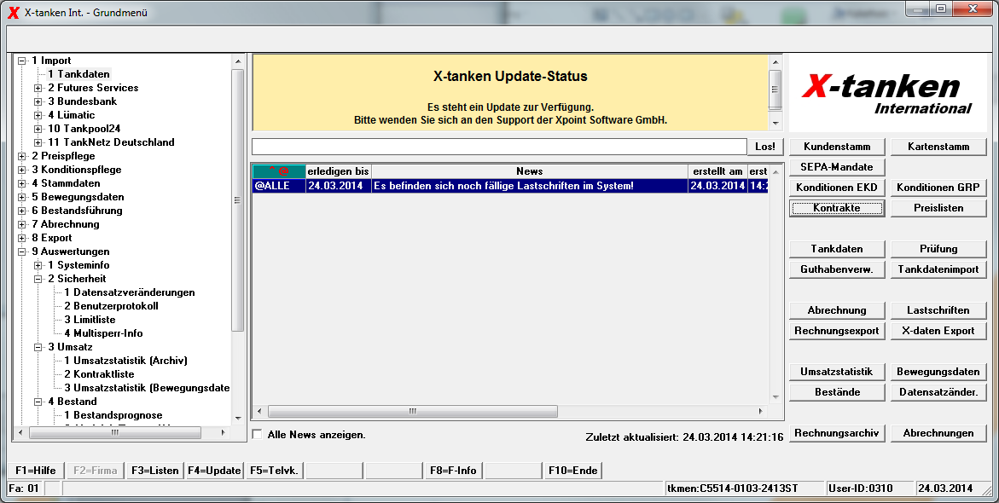 X-tanken Int. - Grundmenü
1 Import
1 Tankdaten
2 Futures Services
3 Bundesbank
4 Lümatic
10 Tankpool24
11 TankNetz Deutschland
2 Preispflege
3 Konditionspflege
4 Stammdaten
5 Bewegungsdaten
6 Bestandsführung
7 Abrechnung
8 Export
9 Auswertungen
1 Systeminfo
2 Sicherheit
1 Datensatzveränderungen
2 Benutzerprotokoll
3 Limitliste
4 Multisperr-Info
3 Umsatz
1 Umsatzstatistik (Archiv)
2 Kontraktliste
3 Umsatzstatistik (Bewegungsdate
4 Bestand
1 Bestandsprognose
X-tanken Update-Status
Es steht ein Update zur Verfügung.
Bitte wenden Sie sich an den Support der Xpoint Software GmbH.
Los!
@ erledigen bis News erstellt am erst
@ALLE 24.03.2014 Es befinden sich noch fällige Lastschriften im System! 24.03.2014 14:2
Alle News anzeigen.
Zuletzt aktualisiert: 24.03.2014 14:21:16
X-tanken
International
Kundenstamm Kartenstamm
SEPA-Mandate
Konditionen EKD Konditionen GRP
Kontrakte Preislisten
Tankdaten Prüfung
Guthabenverw. Tankdatenimport
Abrechnung Lastschriften
Rechnungsexport X-daten Export
Umsatzstatistik Bewegungsdaten
Bestände Datensatzänder.
Rechnungsarchiv Abrechnungen
F1=Hilfe F2=Firma F3=Listen F4=Update F5=Telvk. F8=F-Info F10=Ende
Fa: 01 tkmen:C5514-0103-2413ST User-ID:0310 24.03.2014